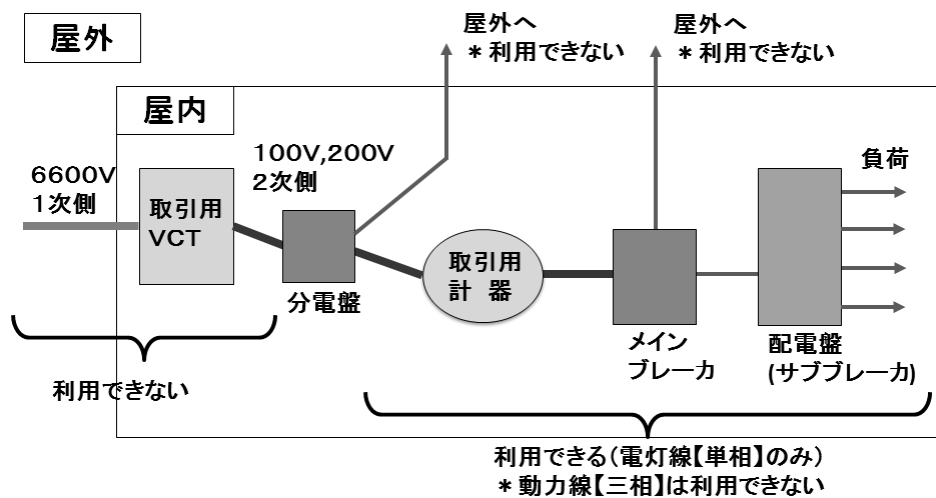 屋外
屋外へ
＊利用できない
屋外へ
＊利用できない
屋内
6600V
1次側
100V,200V
2次側
取引用
VCT
分電盤
取引用
計 器
メイン
ブレーカ
負荷
配電盤
(サブブレーカ)
利用できない
利用できる(電灯線【単相】のみ)
＊動力線【三相】は利用できない